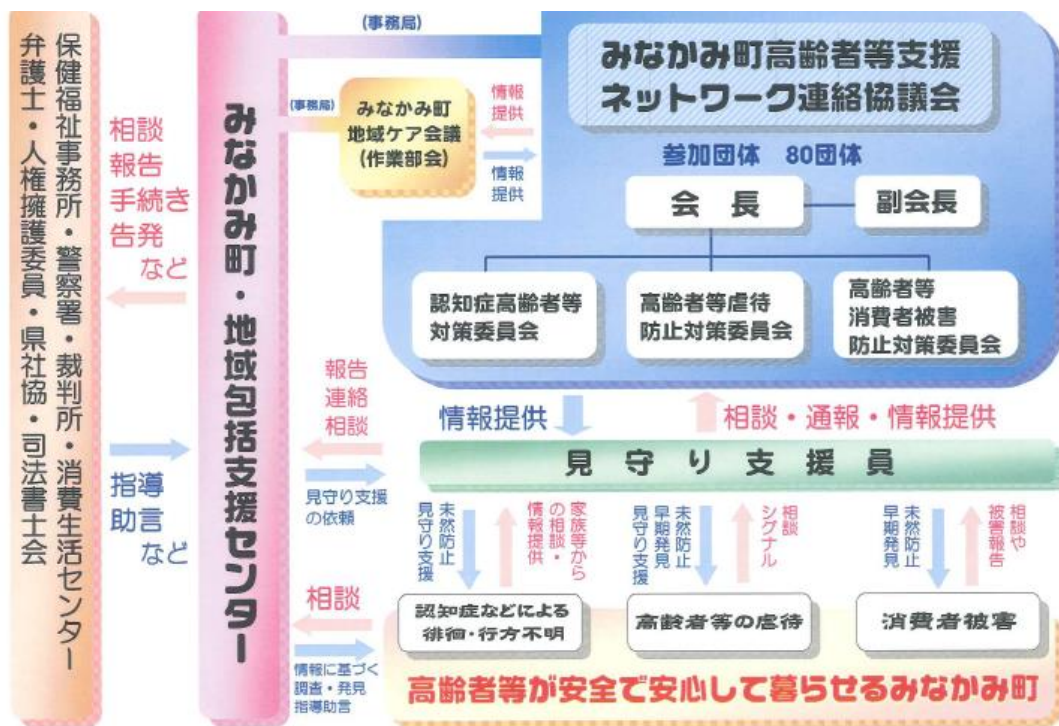 保健福祉事務所・警察署・裁判所・消費生活センター
弁護士・人権擁護委員・県社協・司法書士会
相談
報告
手続き
告発
など
指導
助言
など
みなかみ町・地域包括支援センター
(事務局)
(事務局)
みなかみ町
地域ケア会議
(作業部会)
情報
提供
情報
提供
みなかみ町高齢者等支援
ネットワーク連絡協議会
参加団体 80団体
会長
副会長
認知症高齢者等
対策委員会
高齢者等虐待
防止対策委員会
高齢者等
消費者被害
防止対策委員会
報告
連絡
相談
見守り支援
の依頼
情報提供
相談・通報・情報提供
見守り支援員
未然防止
見守り支援
家族等から
の相談・
情報提供
未然防止
早期発見
見守り支援
相談
シグナル
未然防止
早期発見
相談や
被害報告
相談
情報に基づく
調査・発見
指導助言
認知症などによる
徘徊・行方不明
高齢者等の虐待
消費者被害
高齢者等が安全で安心して暮らせるみなかみ町